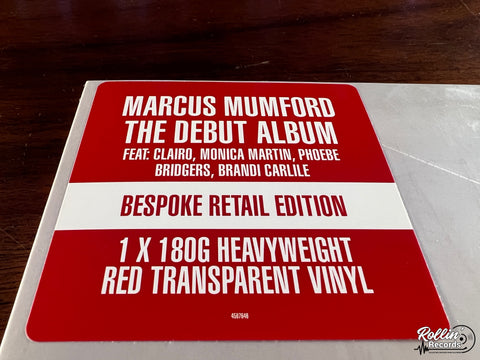 MARCUS MUMFORD
THE DEBUT ALBUM
FEAT: CLAIRO, MONICA MARTIN, PHOEBE
BRIDGERS, BRANDI CARLILE
BESPOKE RETAIL EDITION
1 X 180G HEAVYWEIGHT
RED TRANSPARENT VINYL
4587646
Rollin'
Records